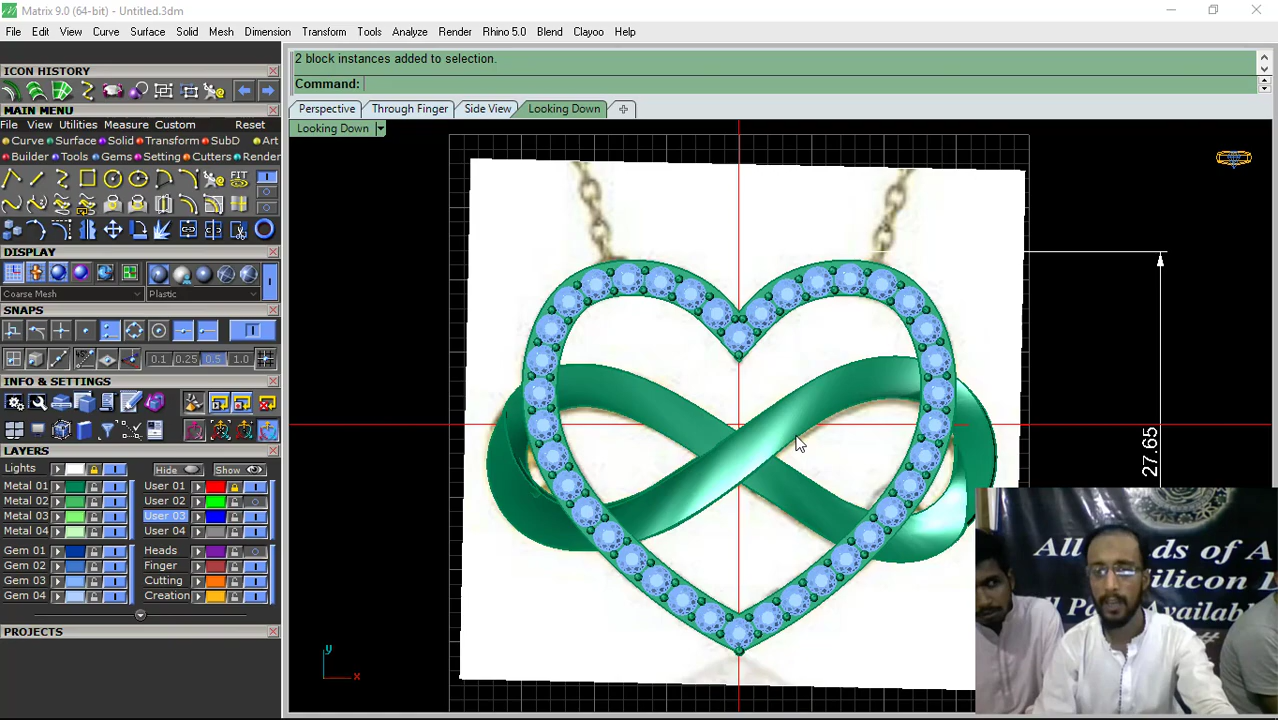 Matrix 9.0 (64-bit) - Untitled.3dm
File Edit View Curve Surface Solid Mesh Dimension Transform Tools Analyze Render Rhino 5.0 Blend Clayoo Help
ICON HISTORY
2 block instances added to selection.
Command:
MAIN MENU
File View Utilities Measure Custom Reset
Curve Surface Solid Transform SubD Art
Builder Tools Gems Setting Cutters Render
Perspective Through Finger Side View Looking Down
Looking Down
FIT
DISPLAY
Coarse Mesh Plastic
SNAPS
0.1 0.25 0.5 1.0
INFO & SETTINGS
LAYERS
Lights Hide Show
Metal 01 User 01
Metal 02 User 02
Metal 03 User 03
Metal 04 User 04
Gem 01 Heads
Gem 02 Finger
Gem 03 Cutting
Gem 04 Creation
PROJECTS
27.65
y
x
All ds of A
Silicon
Available